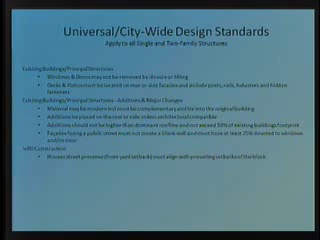 Universal/City-Wide Design Standards
Apply to all Single and Two-Family Structures
Existing Buildings/Principal Structures
Windows & Doors may not be removed by closure or filling
Decks & Patios must be located on rear or side facades and include posts, rails, balusters and hidden
fasteners
Existing Buildings/Principal Structures - Additions & Major Changes
Material may be modern but must be complementary and tie into the original building
Additions be placed on the rear or side unless architectural compatible
Additions should not be higher than dominant roofline and not exceed 50% of existing buildings footprint
Façades facing a public street must not create a blank wall and must have at least 25% devoted to windows
and/or door
Infill Construction
Houses street presence (front yard setback) must align with prevailing setbacks of the block